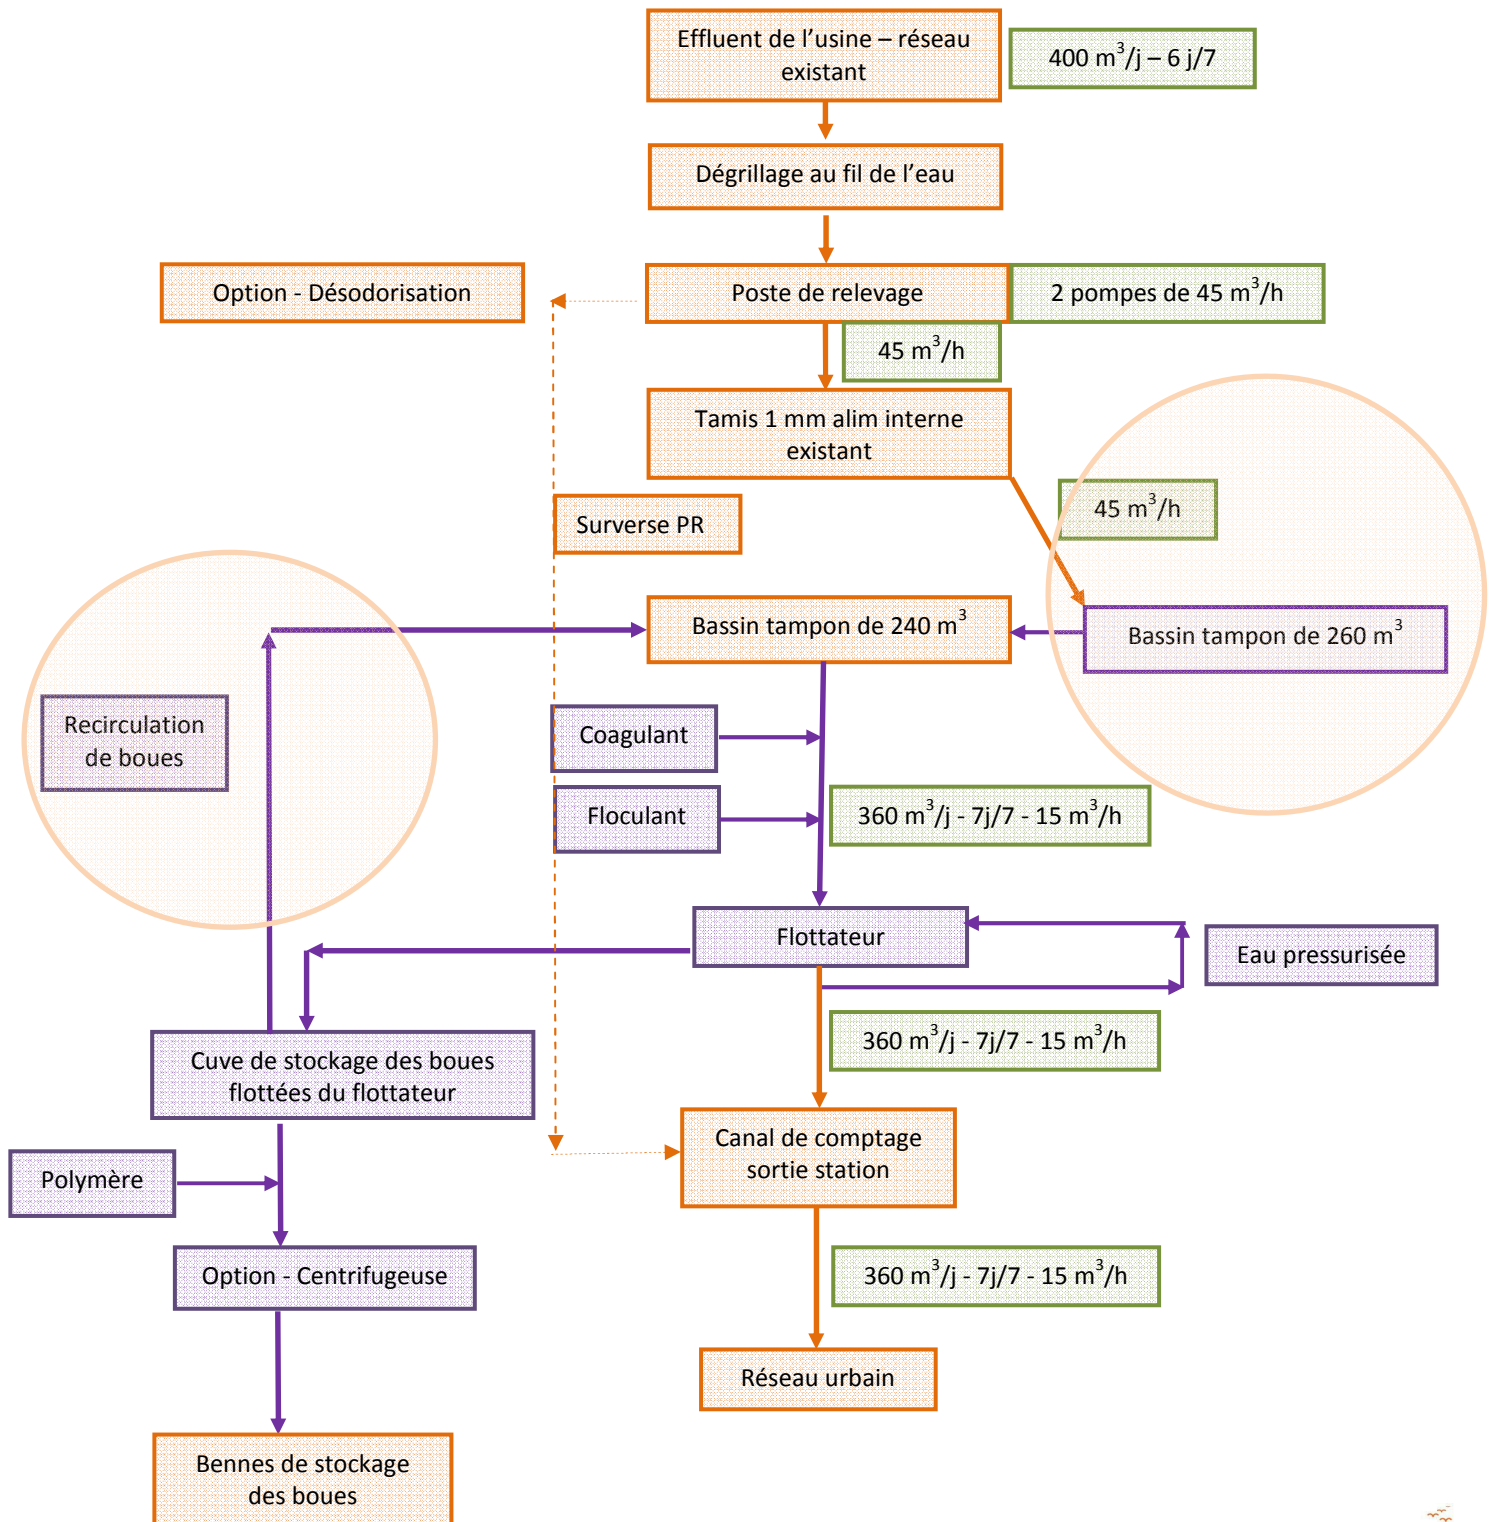 Effluent de l’usine – réseau
existant
400 m³/j – 6 j/7
Dégrillage au fil de l’eau
Option - Désodorisation
Poste de relevage
2 pompes de 45 m³/h
45 m³/h
Tamis 1 mm alim interne
existant
45 m³/h
Surverse PR
Bassin tampon de 240 m³
Bassin tampon de 260 m³
Recirculation
de boues
Coagulant
Floculant
360 m³/j - 7j/7 - 15 m³/h
Flottateur
Eau pressurisée
360 m³/j - 7j/7 - 15 m³/h
Cuve de stockage des boues
flottées du flottateur
Canal de comptage
sortie station
Polymère
Option - Centrifugeuse
360 m³/j - 7j/7 - 15 m³/h
Réseau urbain
Bennes de stockage
des boues